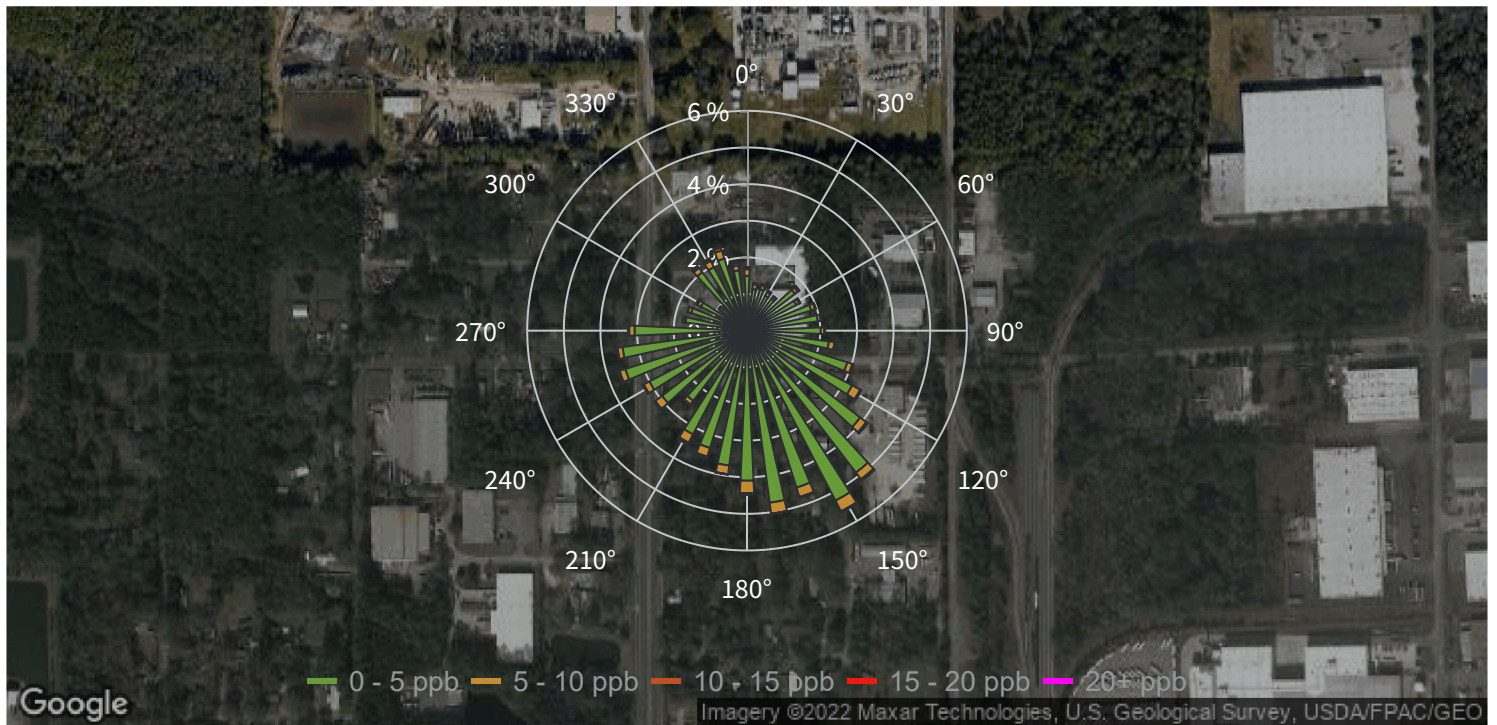 0°
330°
30°
6 %
300°
4 %
60°
270°
90°
240°
120°
210°
150°
180°
0 - 5 ppb
5 - 10 ppb
10 - 15 ppb
15 - 20 ppb
20+ ppb
Google
Imagery ©2022 Maxar Technologies, U.S. Geological Survey, USDA/FPAC/GEO